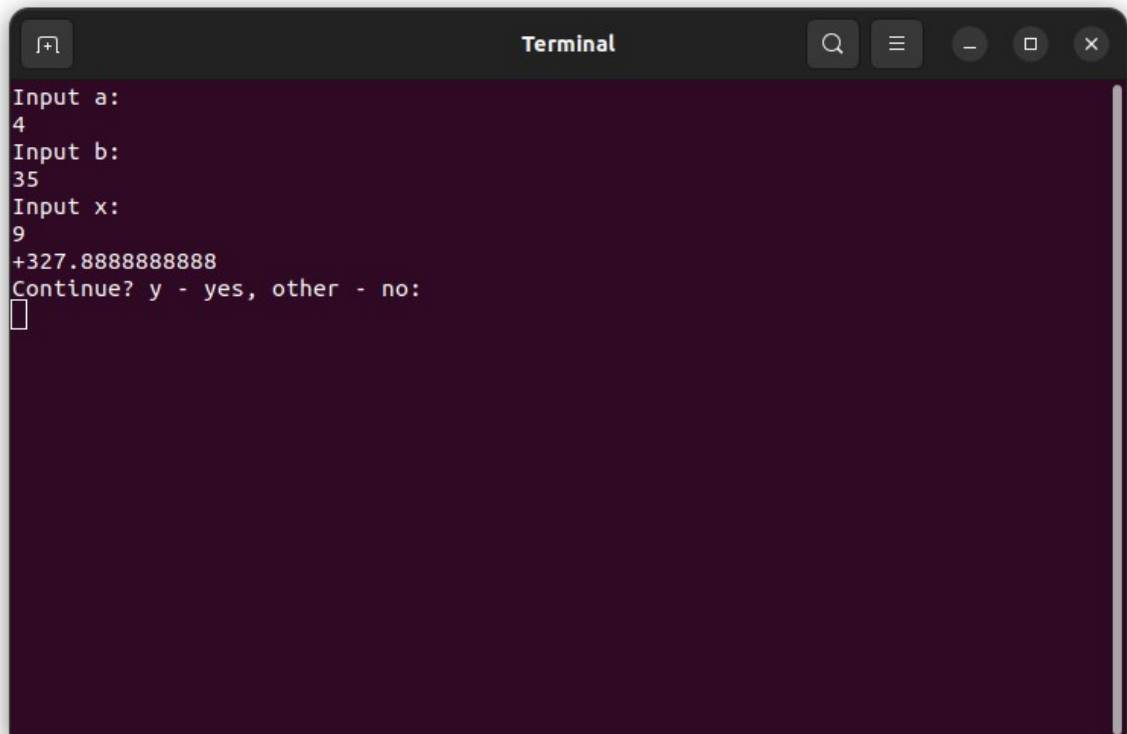 Terminal
Input a:
4
Input b:
35
Input x:
9
+327.8888888888
Continue? y - yes, other - no: